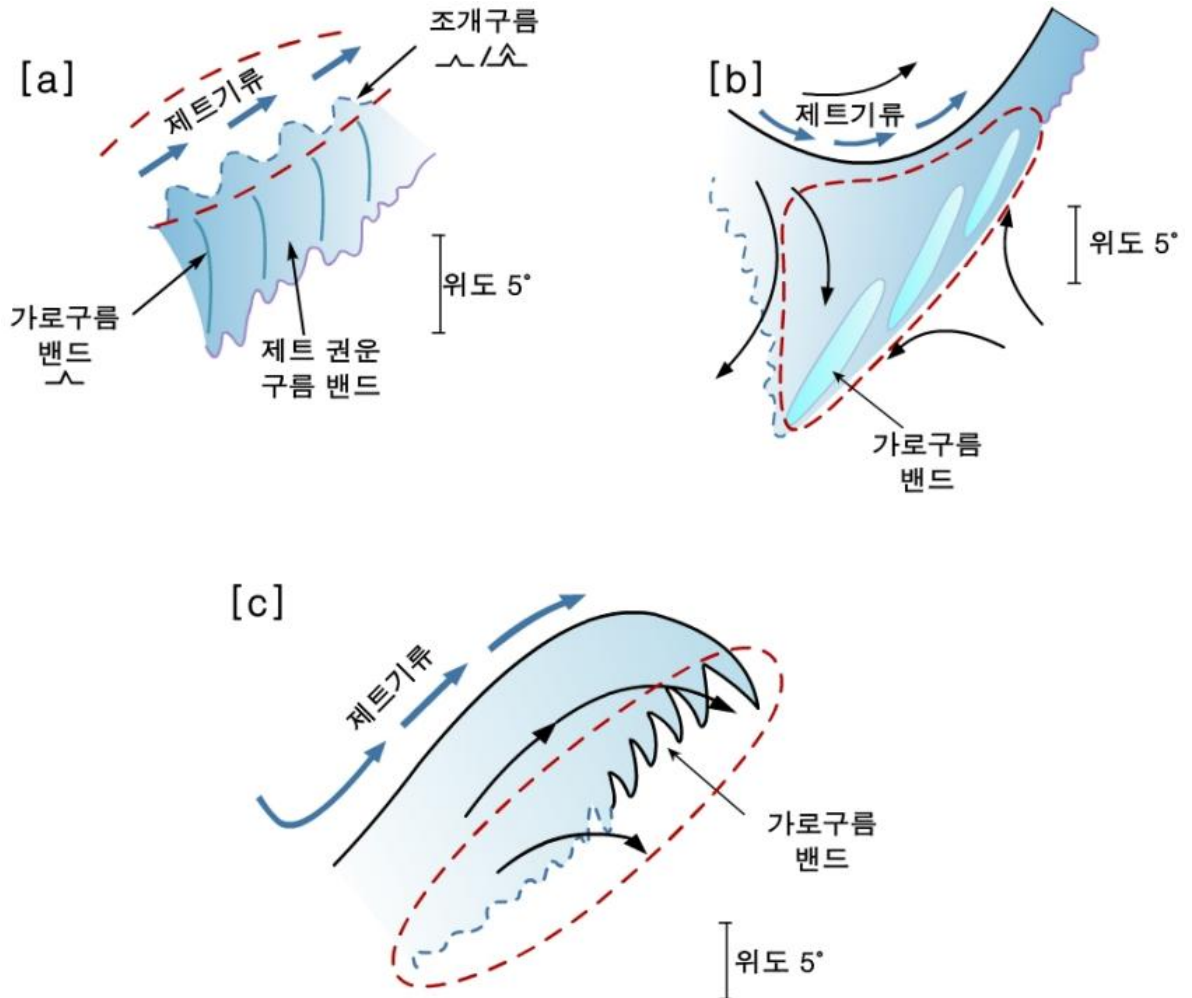 [a]
조개구름
제트기류
가로구름
밴드
제트 권운
구름 밴드
위도 5°
[b]
제트기류
위도 5°
가로구름
밴드
[c]
제트기류
가로구름
밴드
위도 5°